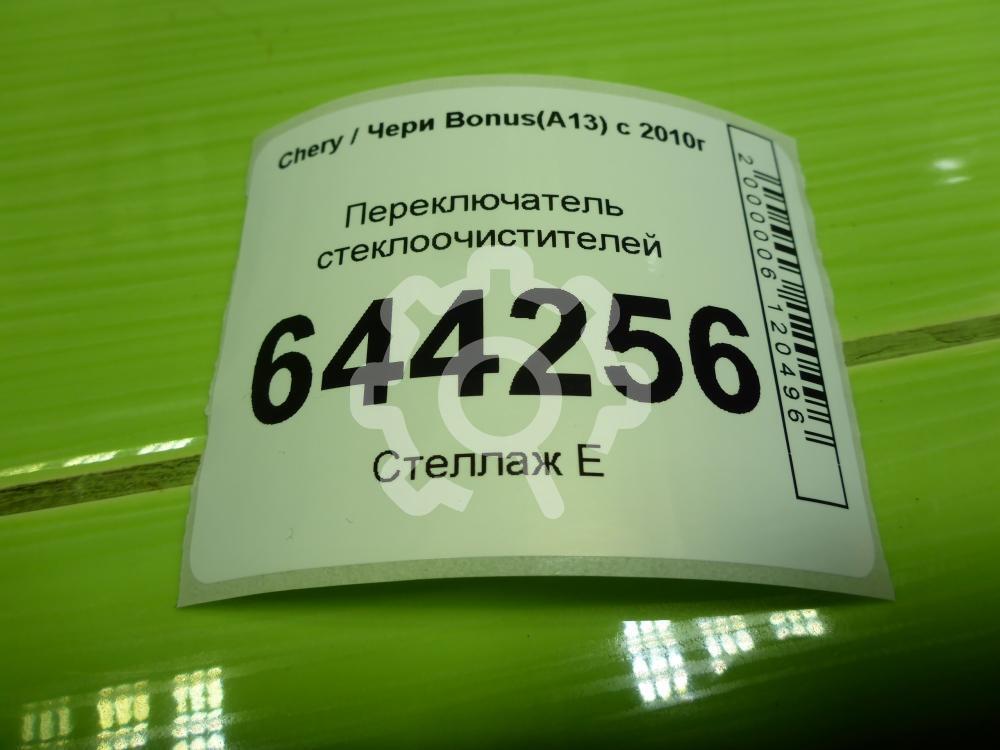 Chery / Чери Bonus(A13) с 2010г
Переключатель
стеклоочистителей
644256
Стеллаж Е
2000006120496